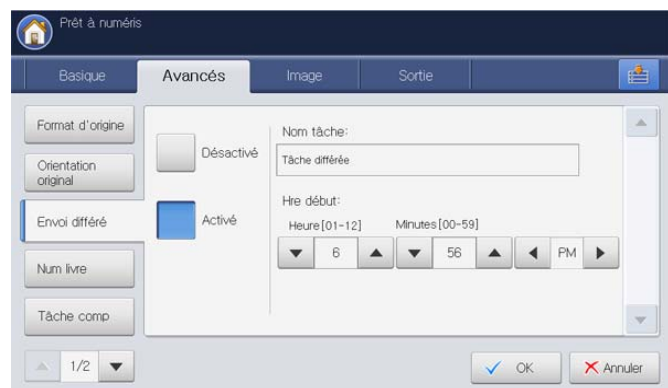 Prêt à numéris
Basique
Avancés
Image
Sortie
Format d'origine
Orientation
original
Envoi différé
Num livre
Tâche comp
1/2
Désactivé
Activé
Nom tâche:
Tâche différée
Hre début:
Heure[01-12]
Minutes[00-59]
6
56
PM
OK
Annuler